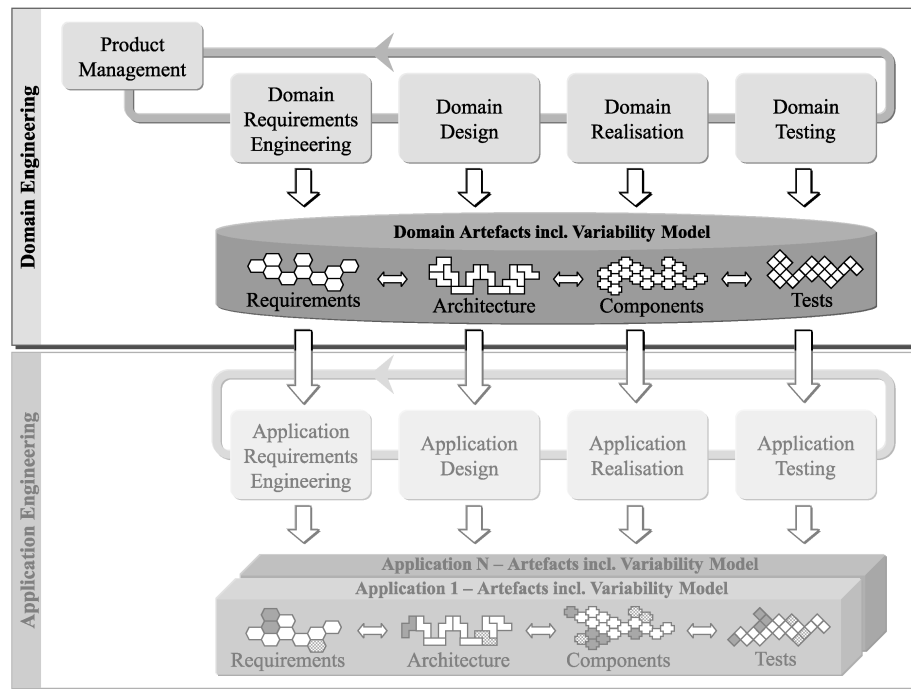 Domain Engineering
Product
Management
Domain
Requirements
Engineering
Domain
Design
Domain
Realisation
Domain
Testing
Domain Artefacts incl. Variability Model
Requirements
Architecture
Components
Tests
Application Engineering
Application
Requirements
Engineering
Application
Design
Application
Realisation
Application
Testing
Application N – Artefacts incl. Variability Model
Application 1 – Artefacts incl. Variability Model
Requirements
Architecture
Components
Tests